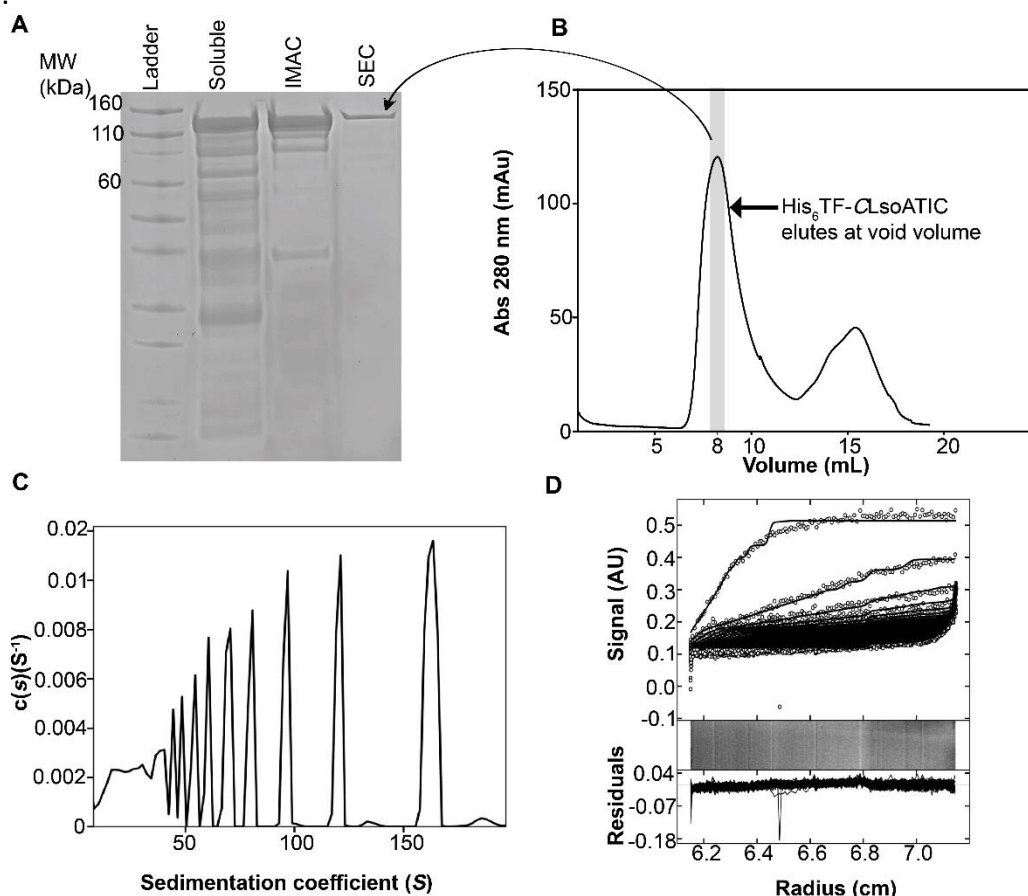 .
A
MW
(kDa)
Ladder
Soluble
IMAC
SEC
160
110
60
B
150
100
50
0
Abs 280 nm (mAu)
5
8
10
15
20
Volume (mL)
His6TF-CLsoATIC
elutes at void volume
C
0.02
0.01
0.008
0.006
0.004
0.002
0
c(s)(S-1)
50
100
150
Sedimentation coefficient (S)
D
0.5
0.4
0.3
0.2
0.1
0.0
-0.1
Signal (AU)
0.04
-0.07
-0.18
Residuals
6.2
6.4
6.6
6.8
7.0
Radius (cm)